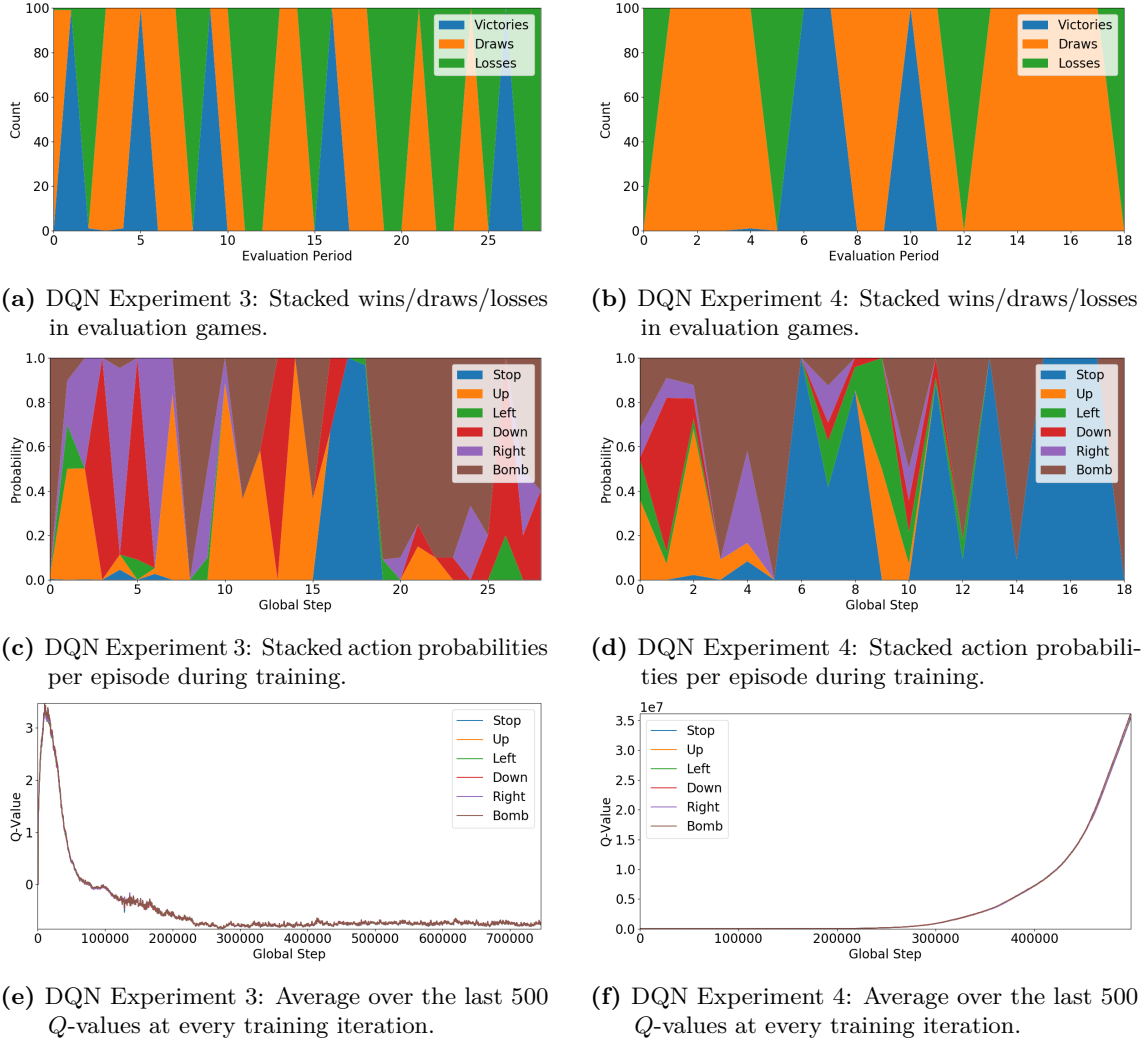 100
80
60
40
20
0
Count
Victories
Draws
Losses
0 5 10 15 20 25
Evaluation Period
(a) DQN Experiment 3: Stacked wins/draws/losses
in evaluation games.
100
80
60
40
20
0
Count
Victories
Draws
Losses
0 2 4 6 8 10 12 14 16 18
Evaluation Period
(b) DQN Experiment 4: Stacked wins/draws/losses
in evaluation games.
1.0
0.8
0.6
0.4
0.2
0.0
Probability
Stop
Up
Left
Down
Right
Bomb
0 5 10 15 20 25
Global Step
(c) DQN Experiment 3: Stacked action probabilities
per episode during training.
1.0
0.8
0.6
0.4
0.2
0.0
Probability
Stop
Up
Left
Down
Right
Bomb
0 2 4 6 8 10 12 14 16 18
Global Step
(d) DQN Experiment 4: Stacked action probabili-
ties per episode during training.
3
2
1
0
Q-Value
Stop
Up
Left
Down
Right
Bomb
0 100000 200000 300000 400000 500000 600000 700000
Global Step
(e) DQN Experiment 3: Average over the last 500
Q-values at every training iteration.
1e7
3.5
3.0
2.5
2.0
1.5
1.0
0.5
0.0
Q-Value
Stop
Up
Left
Down
Right
Bomb
0 100000 200000 300000 400000
Global Step
(f) DQN Experiment 4: Average over the last 500
Q-values at every training iteration.